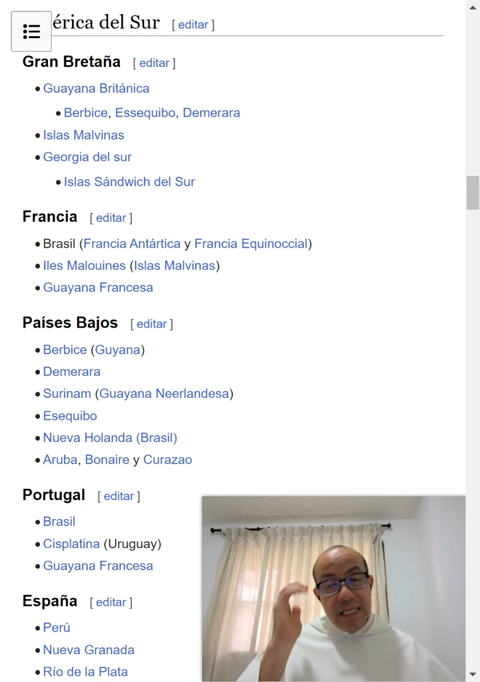 érica del Sur [ editar ]
Gran Bretaña [ editar ]
• Guayana Británica
• Berbice, Essequibo, Demerara
• Islas Malvinas
• Georgia del sur
• Islas Sándwich del Sur
Francia [ editar ]
• Brasil (Francia Antártica y Francia Equinoccial)
• Iles Malouines (Islas Malvinas)
• Guayana Francesa
Países Bajos [ editar ]
• Berbice (Guyana)
• Demerara
• Surinam (Guayana Neerlandesa)
• Esequibo
• Nueva Holanda (Brasil)
• Aruba, Bonaire y Curazao
Portugal [ editar ]
• Brasil
• Cisplatina (Uruguay)
• Guayana Francesa
España [ editar ]
• Perú
• Nueva Granada
• Río de la Plata